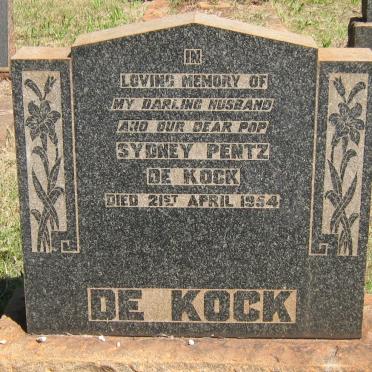 IN
LOVING MEMORY OF
MY DARLING HUSBAND
AND OUR DEAR POP
SYDNEY PENTZ
DE KOCK
DIED 21ST APRIL 1954
DE KOCK